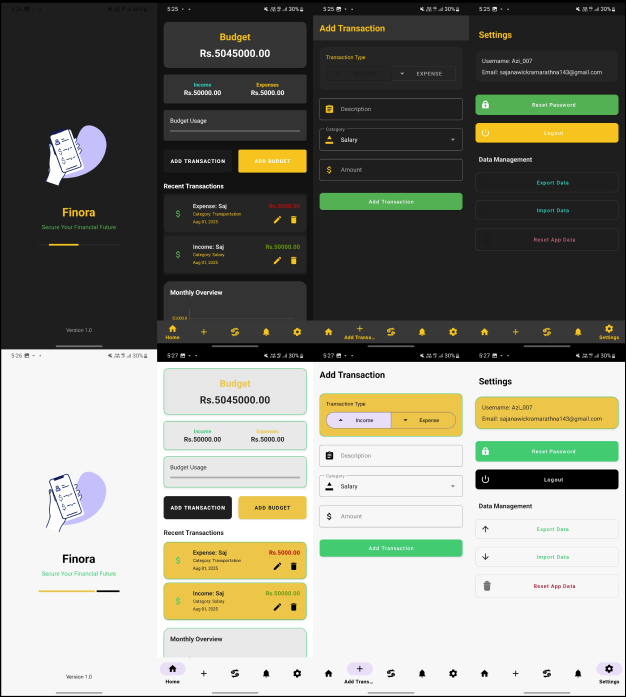 5:25
30%
Finora
Secure Your Financial Future
Version 1.0
5:25
30%
Budget
Rs.5045000.00
Income
Expenses
Rs.50000.00
Rs.5000.00
Budget Usage
ADD TRANSACTION
ADD BUDGET
Recent Transactions
Expense: Saj
Rs.5000.00
Category: Transportation
Aug 01, 2025
Income: Saj
Rs.50000.00
Category: Salary
Aug 01, 2025
Monthly Overview
Home
5:25
30%
Add Transaction
Transaction Type
EXPENSE
Description
Category
Salary
Amount
Add Transaction
Add Transa...
5:25
30%
Settings
Username: Azi_007
Email: sajanawickramarathna143@gmail.com
Reset Password
Logout
Data Management
Export Data
Import Data
Reset App Data
Settings
5:26
30%
Finora
Secure Your Financial Future
Version 1.0
5:27
30%
Budget
Rs.5045000.00
Income
Expenses
Rs.50000.00
Rs.5000.00
Budget Usage
ADD TRANSACTION
ADD BUDGET
Recent Transactions
Expense: Saj
Rs.5000.00
Category: Transportation
Aug 01, 2025
Income: Saj
Rs.50000.00
Category: Salary
Aug 01, 2025
Monthly Overview
Home
5:27
30%
Add Transaction
Transaction Type
Income
Expense
Description
Category
Salary
Amount
Add Transaction
Add Trans...
5:27
30%
Settings
Username: Azi_007
Email: sajanawickramarathna143@gmail.com
Reset Password
Logout
Data Management
Export Data
Import Data
Reset App Data
Settings